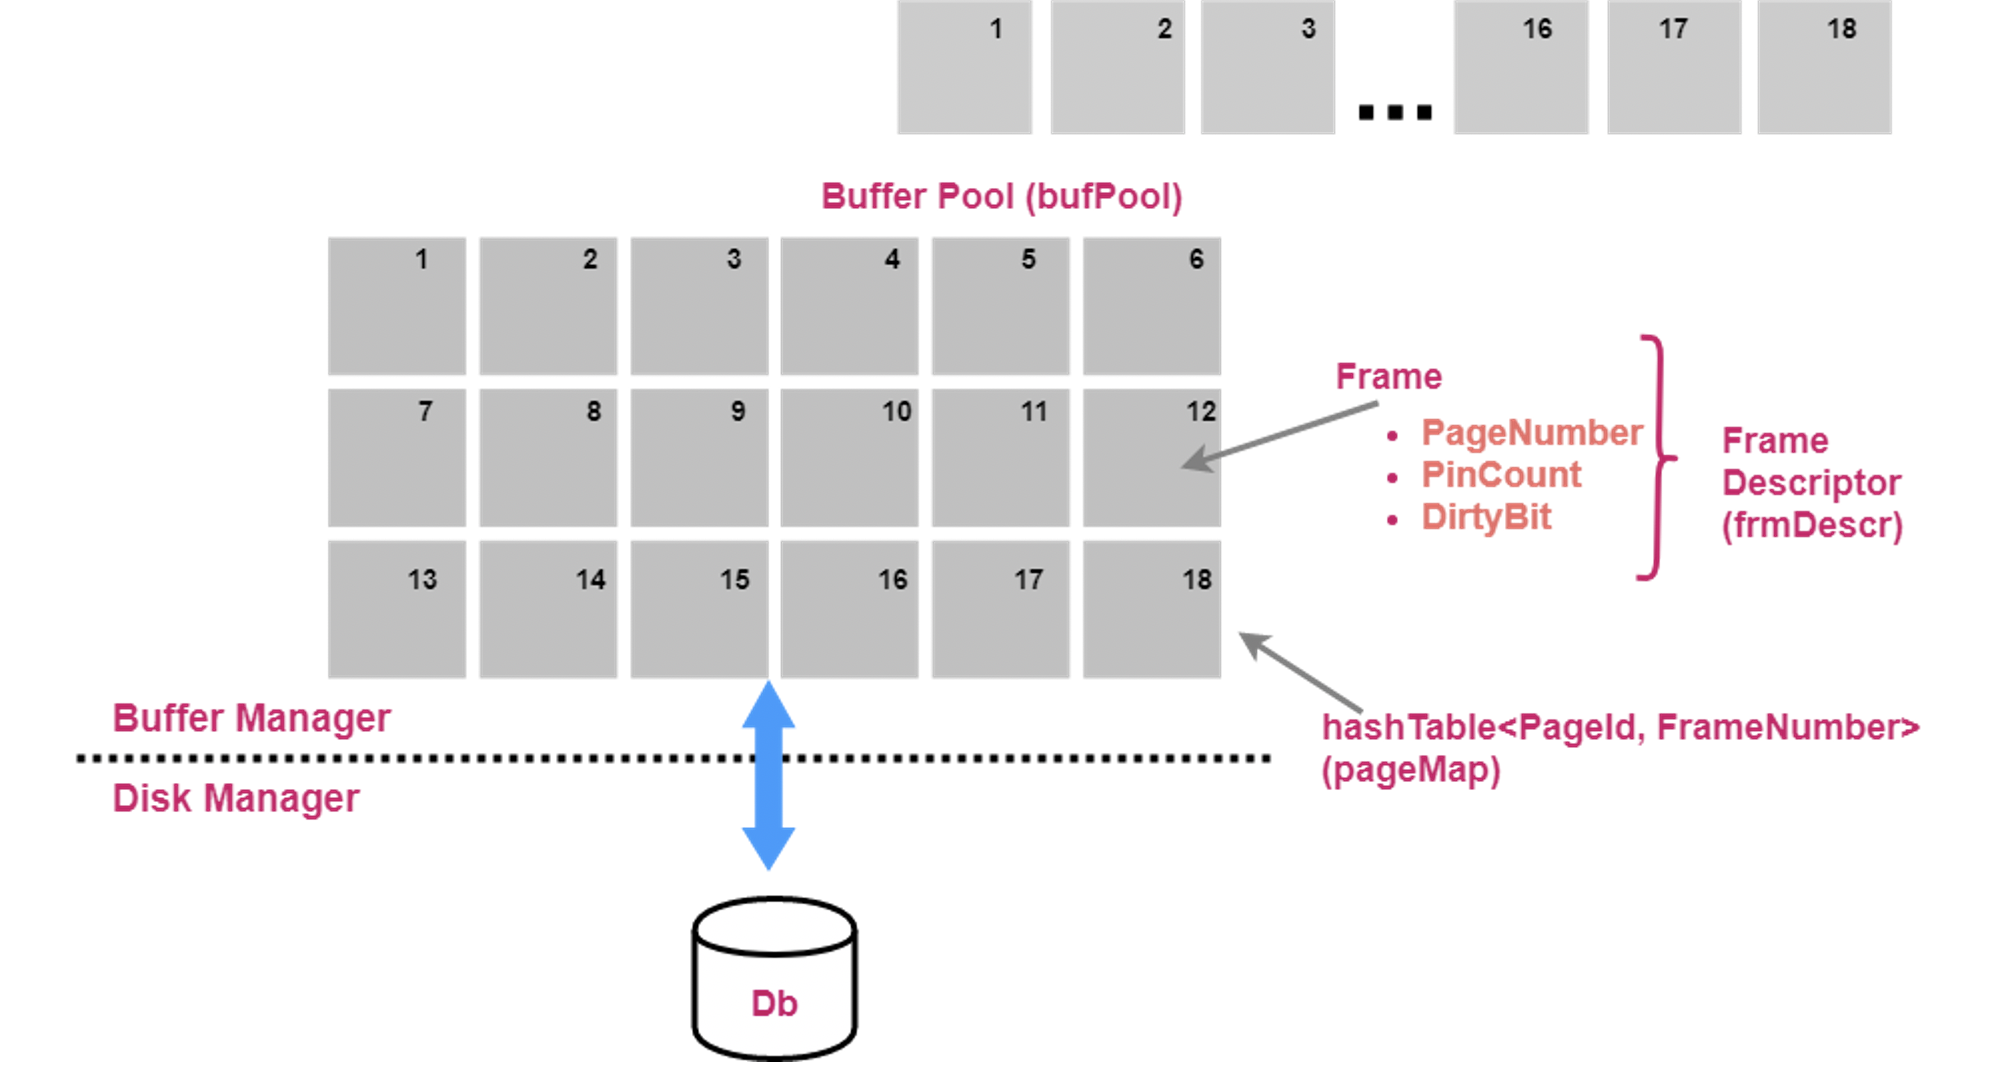 1 2 3 ... 16 17 18
Buffer Pool (bufPool)
1 2 3 4 5 6
7 8 9 10 11 12
13 14 15 16 17 18
Frame
• PageNumber
• PinCount
• DirtyBit
Frame
Descriptor
(frmDescr)
hashTable<PageId, FrameNumber>
(pageMap)
Buffer Manager
Disk Manager
Db